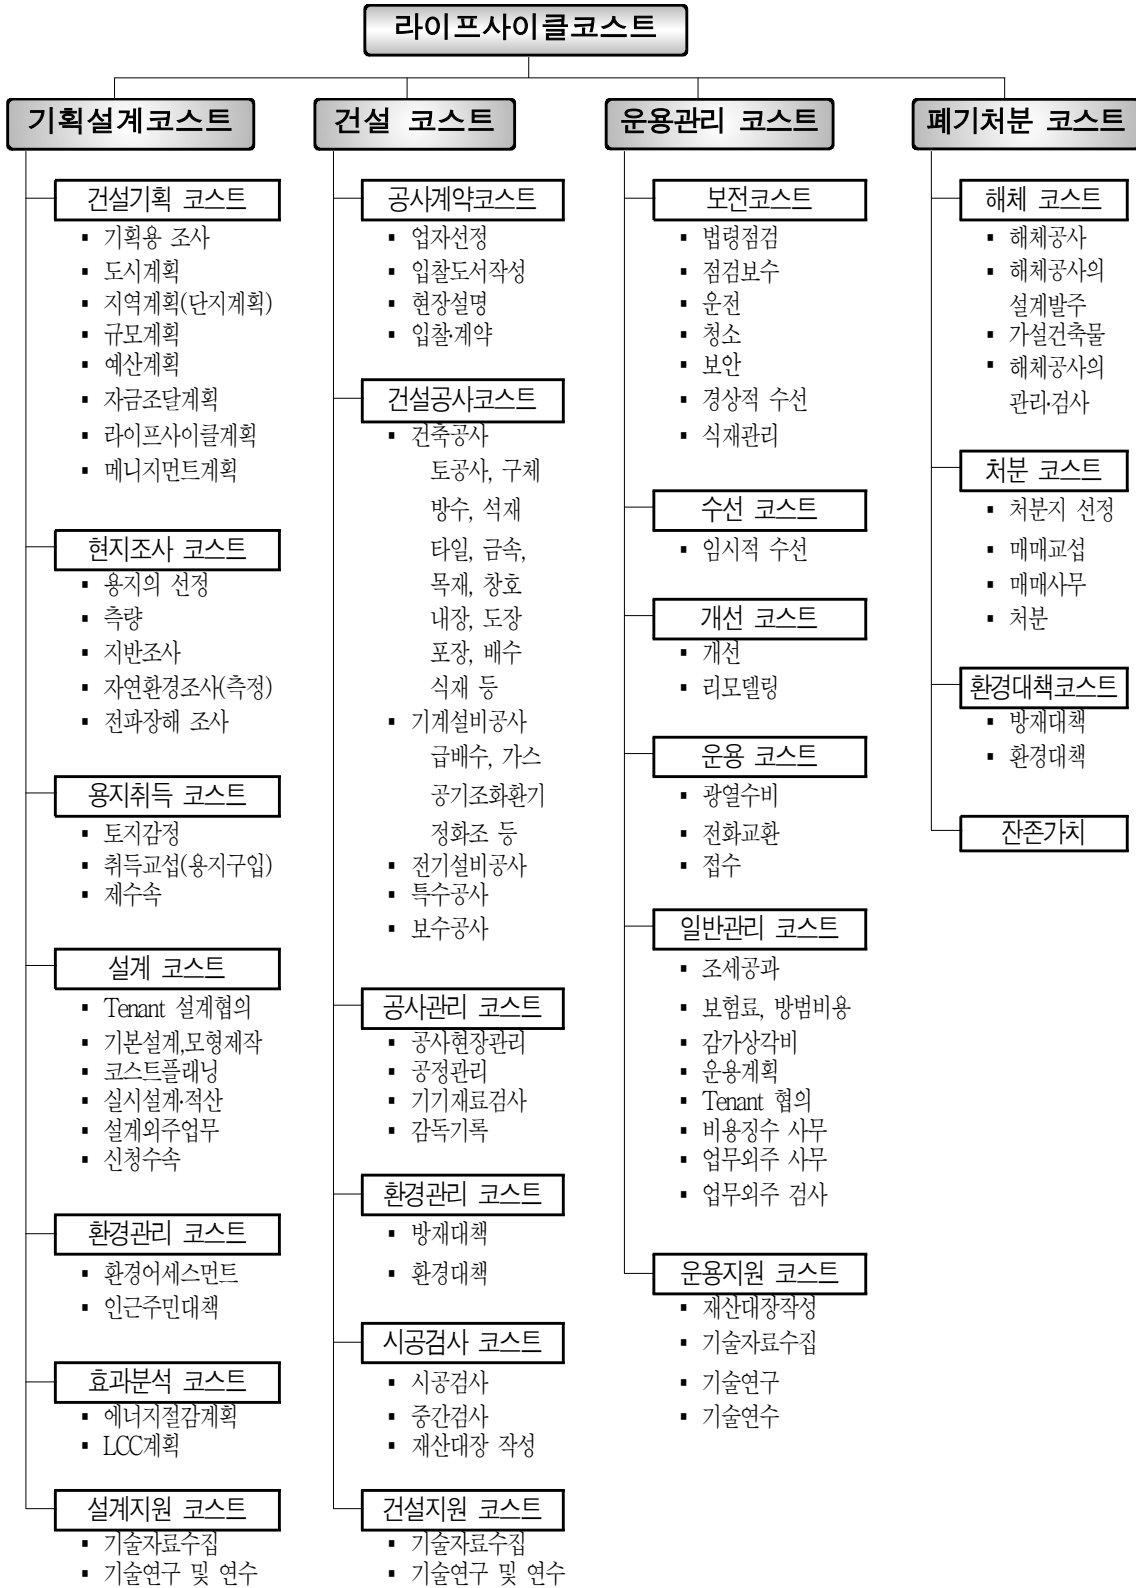 라이프사이클코스트
기획설계코스트
건설기획 코스트
▪ 기획용 조사
▪ 도시계획
▪ 지역계획(단지계획)
▪ 규모계획
▪ 예산계획
▪ 자금조달계획
▪ 라이프사이클계획
▪ 메니지먼트계획
현지조사 코스트
▪ 용지의 선정
▪ 측량
▪ 지반조사
▪ 자연환경조사(측정)
▪ 전파장해 조사
용지취득 코스트
▪ 토지감정
▪ 취득교섭(용지구입)
▪ 제수속
설계 코스트
▪ Tenant 설계협의
▪ 기본설계,모형제작
▪ 코스트플래닝
▪ 실시설계·적산
▪ 설계외주업무
▪ 신청수속
환경관리 코스트
▪ 환경어세스먼트
▪ 인근주민대책
효과분석 코스트
▪ 에너지절감계획
▪ LCC계획
설계지원 코스트
▪ 기술자료수집
▪ 기술연구 및 연수
건설 코스트
공사계약코스트
▪ 업자선정
▪ 입찰도서작성
▪ 현장설명
▪ 입찰·계약
건설공사코스트
▪ 건축공사
토공사, 구체
방수, 석재
타일, 금속,
목재, 창호
내장, 도장
포장, 배수
식재 등
▪ 기계설비공사
급배수, 가스
공기조화환기
정화조 등
▪ 전기설비공사
▪ 특수공사
▪ 보수공사
공사관리 코스트
▪ 공사현장관리
▪ 공정관리
▪ 기기재료검사
▪ 감독기록
환경관리 코스트
▪ 방재대책
▪ 환경대책
시공검사 코스트
▪ 시공검사
▪ 중간검사
▪ 재산대장 작성
건설지원 코스트
▪ 기술자료수집
▪ 기술연구 및 연수
운용관리 코스트
보전코스트
▪ 법령점검
▪ 점검보수
▪ 운전
▪ 청소
▪ 보안
▪ 경상적 수선
▪ 식재관리
수선 코스트
▪ 임시적 수선
개선 코스트
▪ 개선
▪ 리모델링
운용 코스트
▪ 광열수비
▪ 전화교환
▪ 접수
일반관리 코스트
▪ 조세공과
▪ 보험료, 방범비용
▪ 감가상각비
▪ 운용계획
▪ Tenant 협의
▪ 비용징수 사무
▪ 업무외주 사무
▪ 업무외주 검사
운용지원 코스트
▪ 재산대장작성
▪ 기술자료수집
▪ 기술연구
▪ 기술연수
폐기처분 코스트
해체 코스트
▪ 해체공사
▪ 해체공사의
설계발주
▪ 가설건축물
▪ 해체공사의
관리·검사
처분 코스트
▪ 처분지 선정
▪ 매매교섭
▪ 매매사무
▪ 처분
환경대책코스트
▪ 방재대책
▪ 환경대책
잔존가치